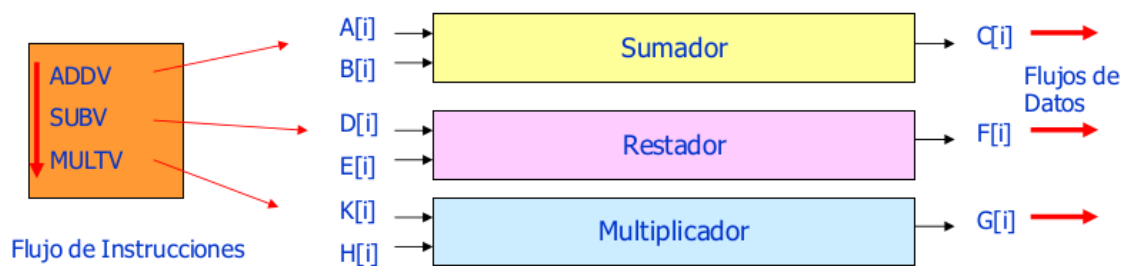 ADDV
SUBV
MULTV
Flujo de Instrucciones
A[i]
B[i]
Sumador
C[i]
Flujos de
Datos
D[i]
E[i]
Restador
F[i]
K[i]
H[i]
Multiplicador
G[i]